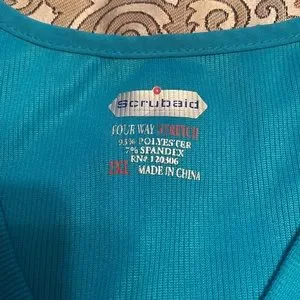 Scrubaid
FOUR WAY STRETCH
93% POLYESTER
7% SPANDEX
RN# 120306
MADE IN CHINA